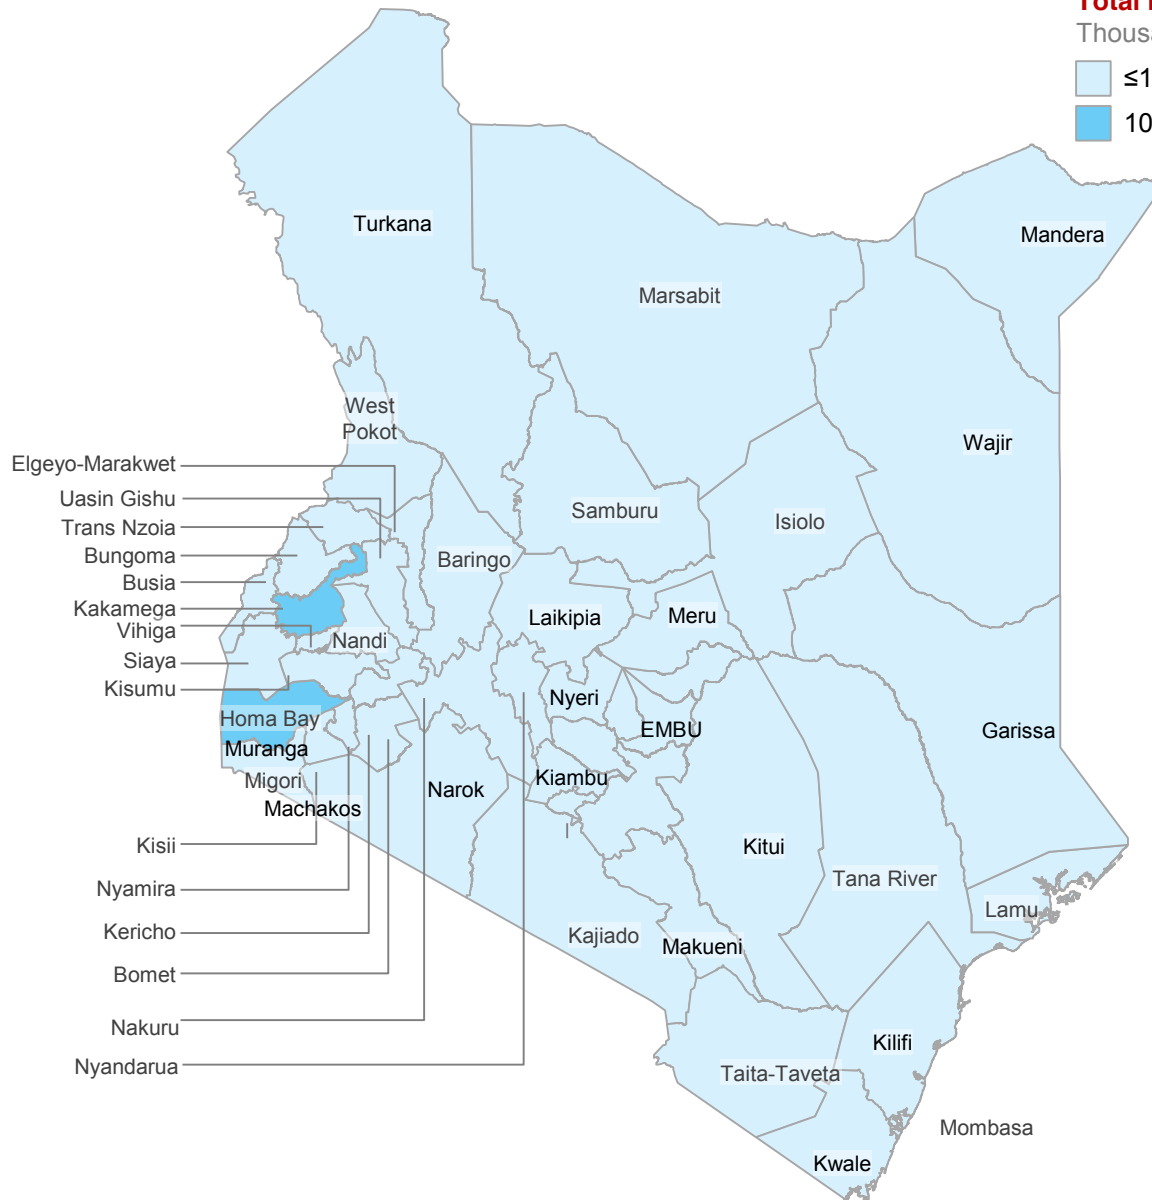 Total
Thousa
≤1
10
Turkana
Mandera
Marsabit
West
Pokot
Wajir
Elgeyo-Marakwet
Uasin Gishu
Samburu
Isiolo
Trans Nzoia
Bungoma
Baringo
Busia
Kakamega
Laikipia
Meru
Vihiga
Nandi
Siaya
Kisumu
Nyeri
Homa Bay
EMBU
Garissa
Muranga
Migori
Kiambu
Narok
Machakos
Kisii
Kitui
Tana River
Nyamira
Lamu
Kericho
Kajiado
Makueni
Bomet
Nakuru
Kilifi
Nyandarua
Taita-Taveta
Mombasa
Kwale